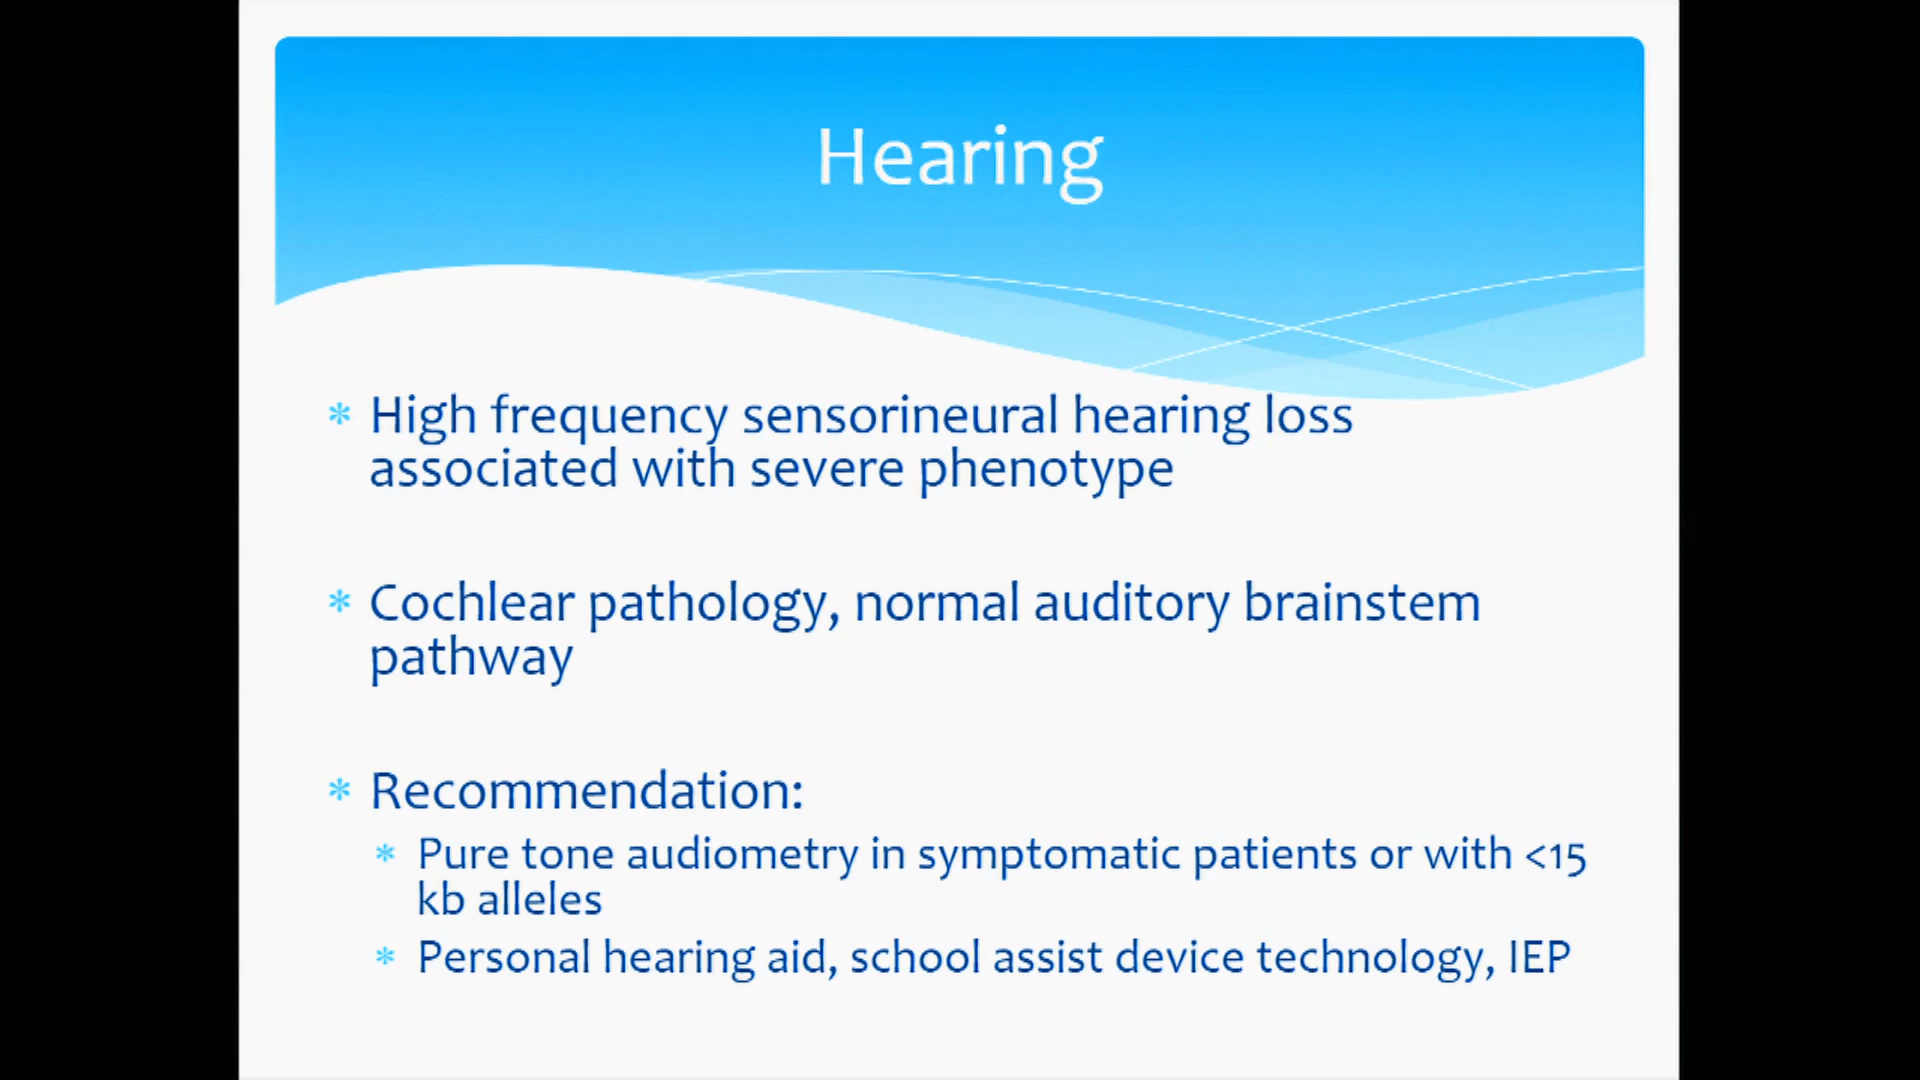 Hearing
* High frequency sensorineural hearing loss
associated with severe phenotype
* Cochlear pathology, normal auditory brainstem
pathway
* Recommendation:
* Pure tone audiometry in symptomatic patients or with <15
kb alleles
* Personal hearing aid, school assist device technology, IEP